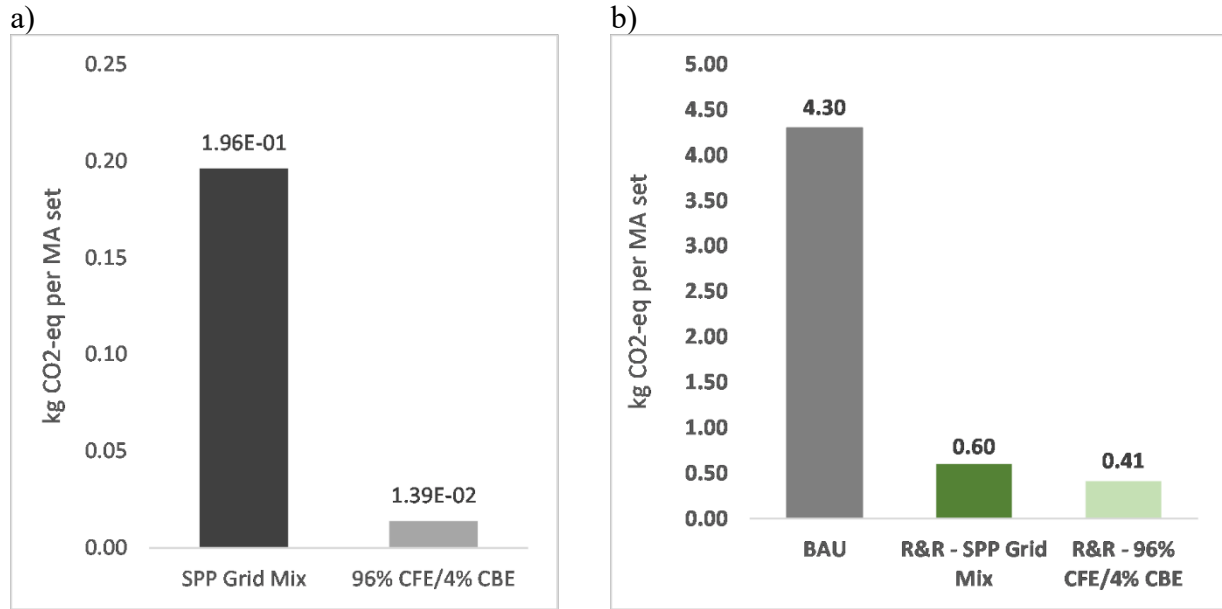 a)
kg CO2-eq per MA set
0.25
0.20
0.15
0.10
0.05
0.00
1.96E-01
1.39E-02
SPP Grid Mix
96% CFE/4% CBE
b)
kg CO2-eq per MA set
5.00
4.50
4.00
3.50
3.00
2.50
2.00
1.50
1.00
0.50
0.00
4.30
0.60
0.41
BAU
R&R - SPP Grid
Mix
R&R - 96%
CFE/4% CBE